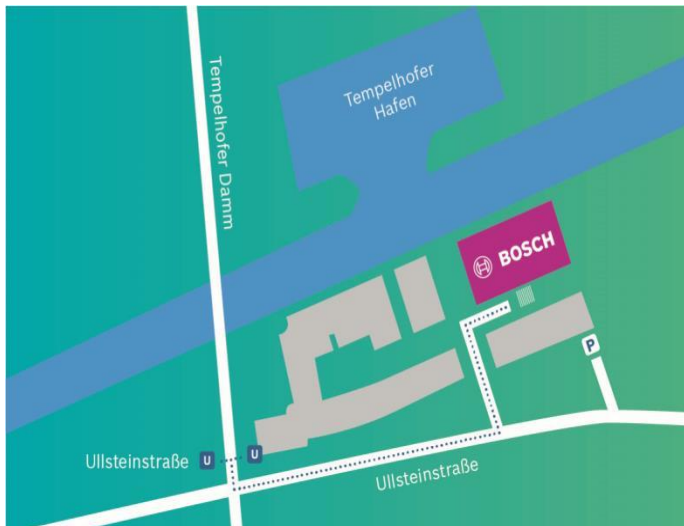 Tempelhofer Damm
Tempelhofer
Hafen
BOSCH
P
Ullsteinstraße
U
U
Ullsteinstraße